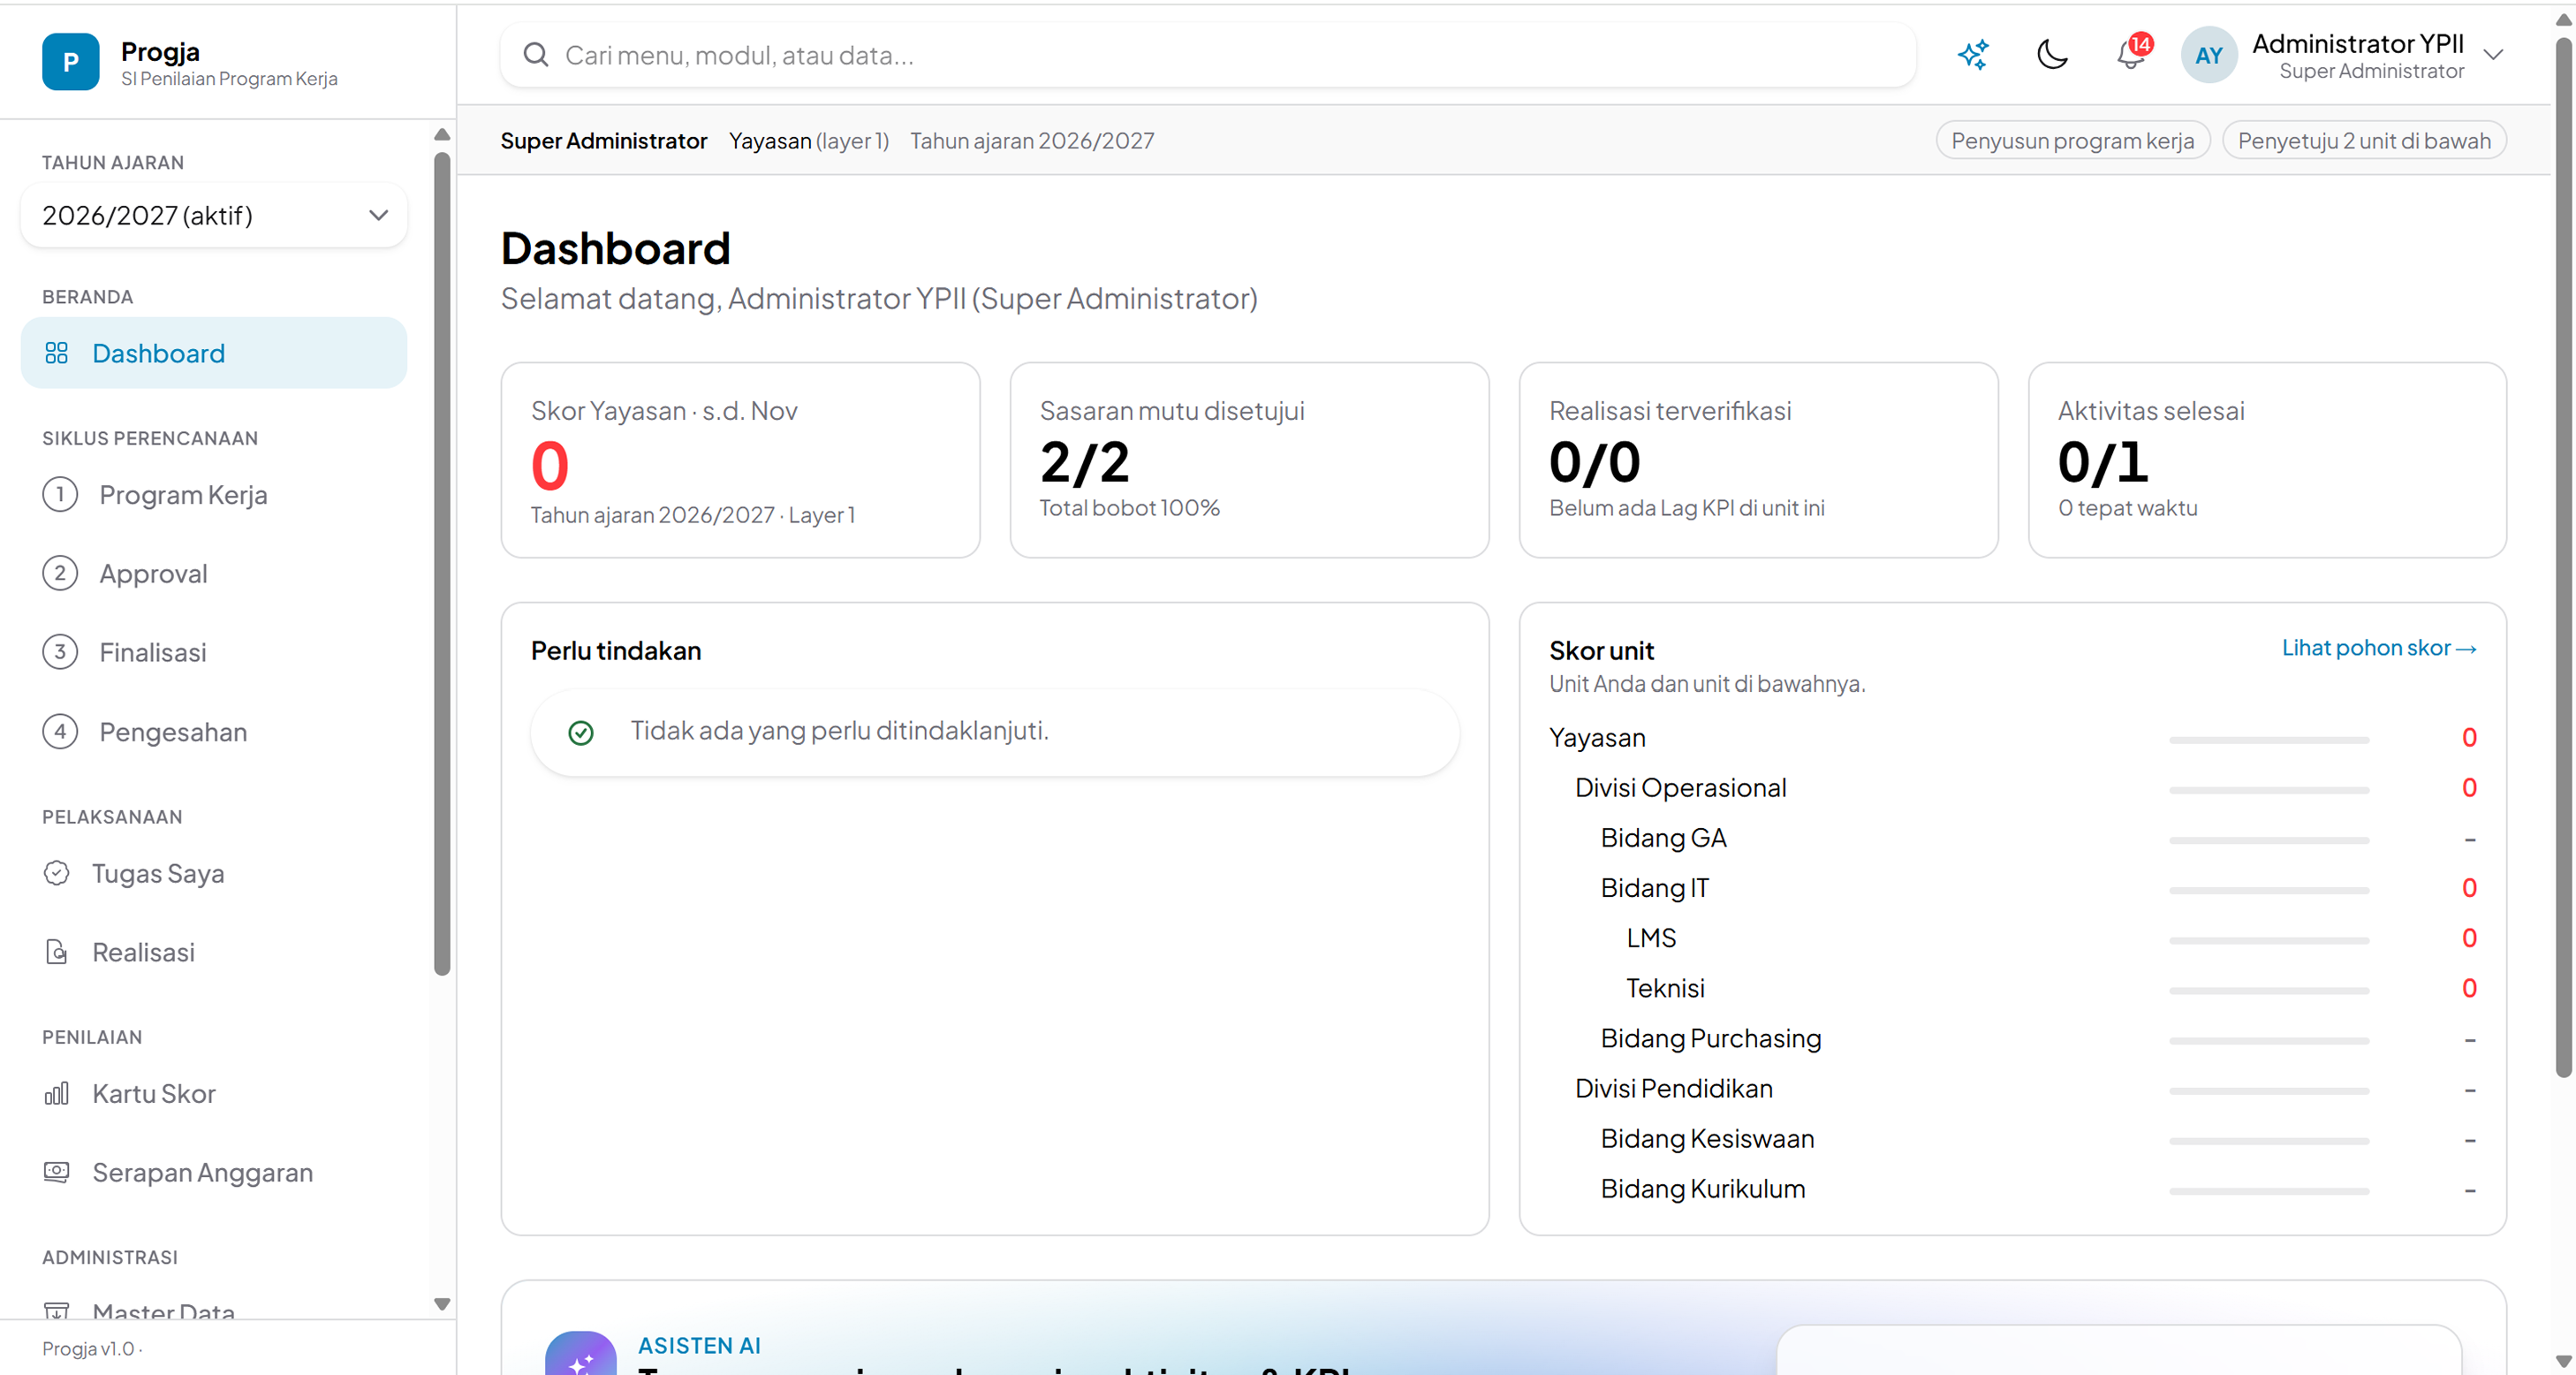 P
Progja
SI Penilaian Program Kerja
Cari menu, modul, atau data...
14
AY
Administrator YPII
Super Administrator
TAHUN AJARAN
2026/2027 (aktif)
BERANDA
Dashboard
SIKLUS PERENCANAAN
1 Program Kerja
2 Approval
3 Finalisasi
4 Pengesahan
PELAKSANAAN
Tugas Saya
Realisasi
PENILAIAN
Kartu Skor
Serapan Anggaran
ADMINISTRASI
Master Data
Progja v1.0 ·
Super Administrator Yayasan (layer 1) Tahun ajaran 2026/2027
Penyusun program kerja
Penyetuju 2 unit di bawah
Dashboard
Selamat datang, Administrator YPII (Super Administrator)
Skor Yayasan · s.d. Nov
0
Tahun ajaran 2026/2027 · Layer 1
Sasaran mutu disetujui
2/2
Total bobot 100%
Realisasi terverifikasi
0/0
Belum ada Lag KPI di unit ini
Aktivitas selesai
0/1
0 tepat waktu
Perlu tindakan
Tidak ada yang perlu ditindaklanjuti.
Skor unit
Lihat pohon skor →
Unit Anda dan unit di bawahnya.
Yayasan 0
Divisi Operasional 0
Bidang GA -
Bidang IT 0
LMS 0
Teknisi 0
Bidang Purchasing -
Divisi Pendidikan -
Bidang Kesiswaan -
Bidang Kurikulum -
ASISTEN AI